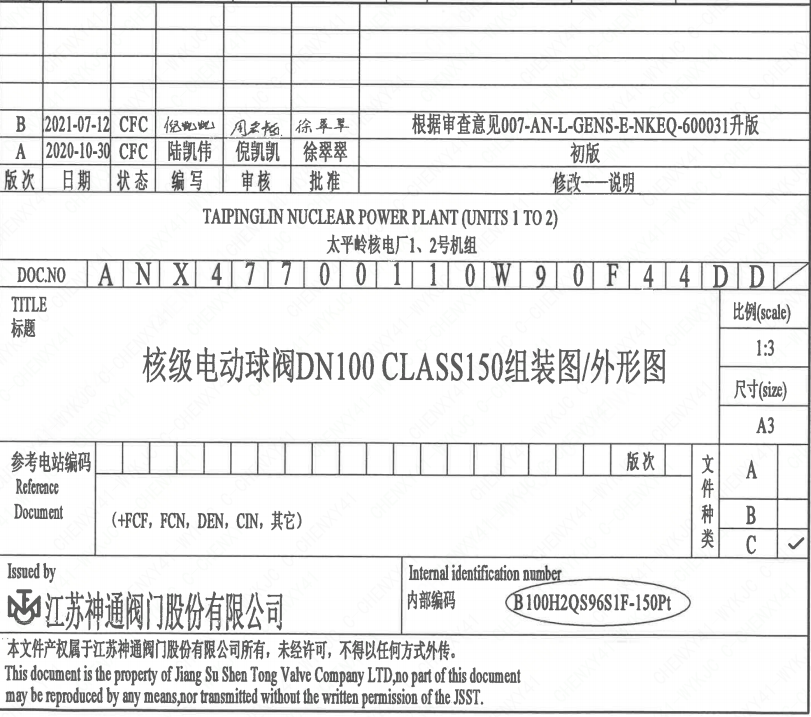 B 2021-07-12 CFC 倪凯凯 徐翠翠 根据审查意见007-AN-L-GENS-E-NKEQ-600031升版
A 2020-10-30 CFC 陆凯伟 倪凯凯 徐翠翠 初版
版次 日期 状态 编写 审核 批准 修改——说明
TAIPINGLIN NUCLEAR POWER PLANT (UNITS 1 TO 2)
太平岭核电厂1、2号机组
DOC.NO A N X 4 7 7 0 0 1 1 0 W 9 0 F 4 4 D D
TITLE
标题
比例(scale)
1:3
核级电动球阀DN100 CLASS150组装图/外形图
尺寸(size)
A3
参考电站编码
Reference
Document
版次
(+FCF, FCN, DEN, CIN, 其它)
文件种类
A
B
C ✓
Issued by
江苏神通阀门股份有限公司
Internal identification number
内部编码 B100H2QS96S1F-150Pt
本文件产权属于江苏神通阀门股份有限公司所有，未经许可，不得以任何方式外传。
This document is the property of Jiang Su Shen Tong Valve Company LTD,no part of this document
may be reproduced by any means,nor transmitted without the written permission of the JSST.